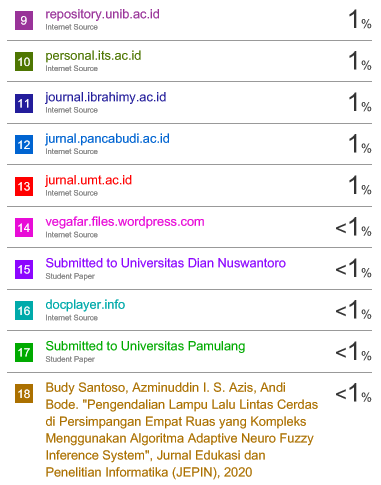 9 repository.unib.ac.id 1%
Internet Source
10 personal.its.ac.id 1%
Internet Source
11 journal.ibrahimy.ac.id 1%
Internet Source
12 jurnal.pancabudi.ac.id 1%
Internet Source
13 jurnal.umt.ac.id 1%
Internet Source
14 vegafar.files.wordpress.com <1%
Internet Source
15 Submitted to Universitas Dian Nuswantoro <1%
Student Paper
16 docplayer.info <1%
Internet Source
17 Submitted to Universitas Pamulang <1%
Student Paper
18 Budy Santoso, Azminuddin I. S. Azis, Andi <1%
Bode. "Pengendalian Lampu Lalu Lintas Cerdas
di Persimpangan Empat Ruas yang Kompleks
Menggunakan Algoritma Adaptive Neuro Fuzzy
Inference System", Jurnal Edukasi dan
Penelitian Informatika (JEPIN), 2020